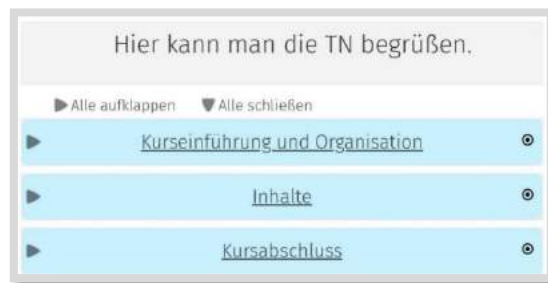 Hier kann man die TN begrüßen.
Alle aufklappen Alle schließen
Kurseinführung und Organisation
Inhalte
Kursabschluss